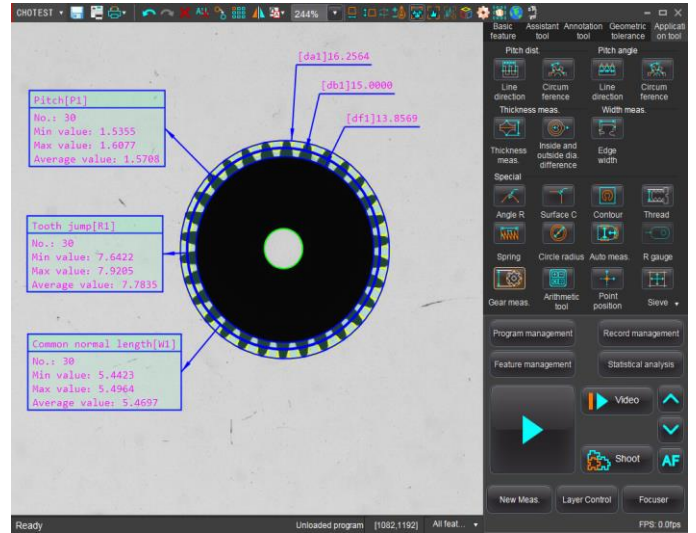 CHOTEST
244%
[da1]16.2564
[db1]15.0000
[df1]13.8569
Pitch[P1]
No.: 30
Min value: 1.5355
Max value: 1.6077
Average value: 1.5708
Tooth jump[R1]
No.: 30
Min value: 7.6422
Max value: 7.9205
Average value: 7.7835
Common normal length[W1]
No.: 30
Min value: 5.4423
Max value: 5.4964
Average value: 5.4697
Basic feature
Assistant tool
Annotation tool
Geometric tolerance
Applicati on tool
Pitch dist.
Pitch angle
Line direction
Circum ference
Line direction
Circum ference
Thickness meas.
Width meas.
Thickness meas.
Inside and outside dia. difference
Edge width
Special
Angle R
Surface C
Contour
Thread
Spring
Circle radius
Auto meas.
R gauge
Gear meas.
Arithmetic tool
Point position
Sieve
Program management
Record management
Feature management
Statistical analysis
Video
Shoot
AF
New Meas.
Layer Control
Focuser
Ready
Unloaded program
[1082,1192]
All feat...
FPS: 0.0fps